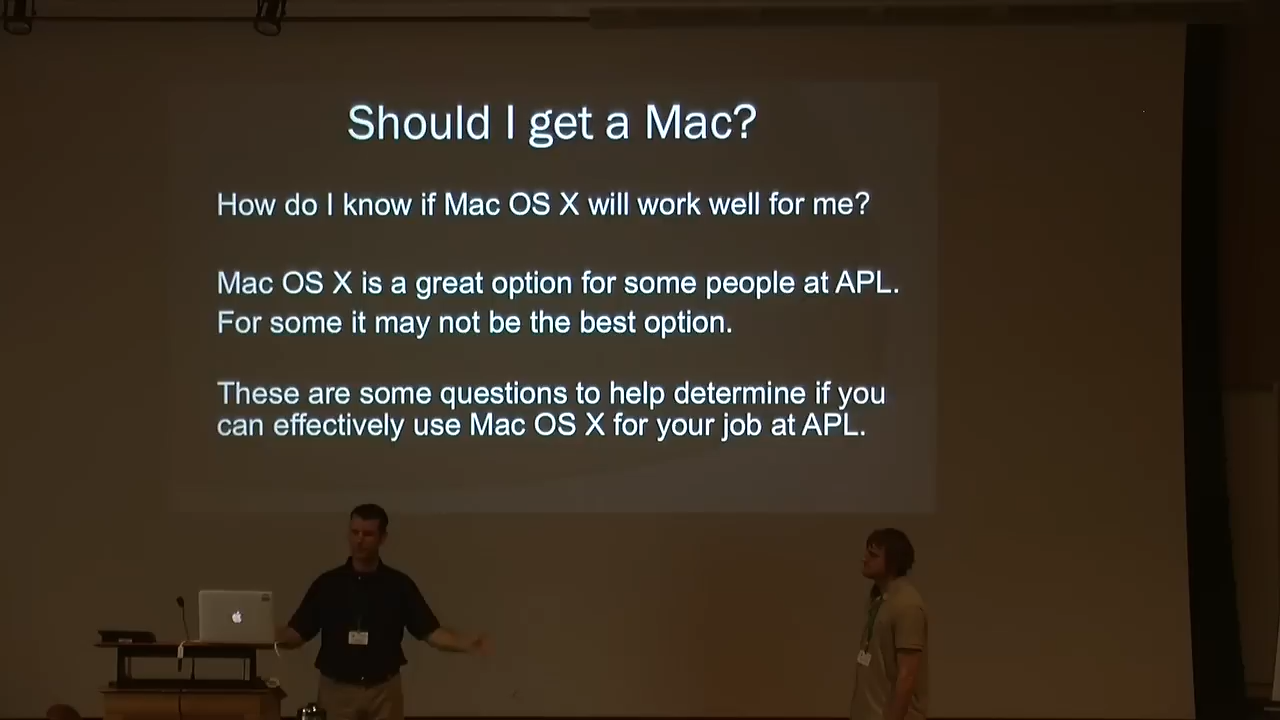 Should I get a Mac?
How do I know if Mac OS X will work well for me?
Mac OS X is a great option for some people at APL.
For some it may not be the best option.
These are some questions to help determine if you
can effectively use Mac OS X for your job at APL.